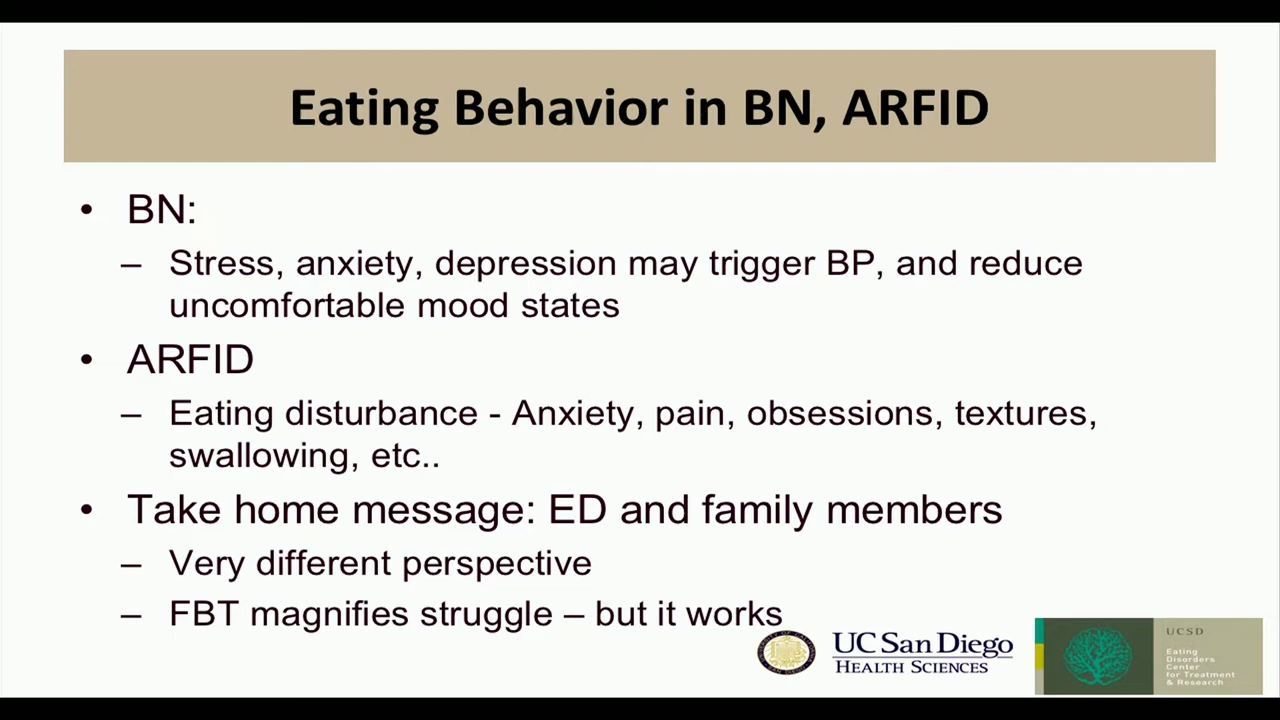 Eating Behavior in BN, ARFID
• BN:
– Stress, anxiety, depression may trigger BP, and reduce
uncomfortable mood states
• ARFID
– Eating disturbance - Anxiety, pain, obsessions, textures,
swallowing, etc..
• Take home message: ED and family members
– Very different perspective
– FBT magnifies struggle – but it works
UC San Diego
HEALTH SCIENCES
UCSD
Eating
Disorders
Center
for Treatment
& Research